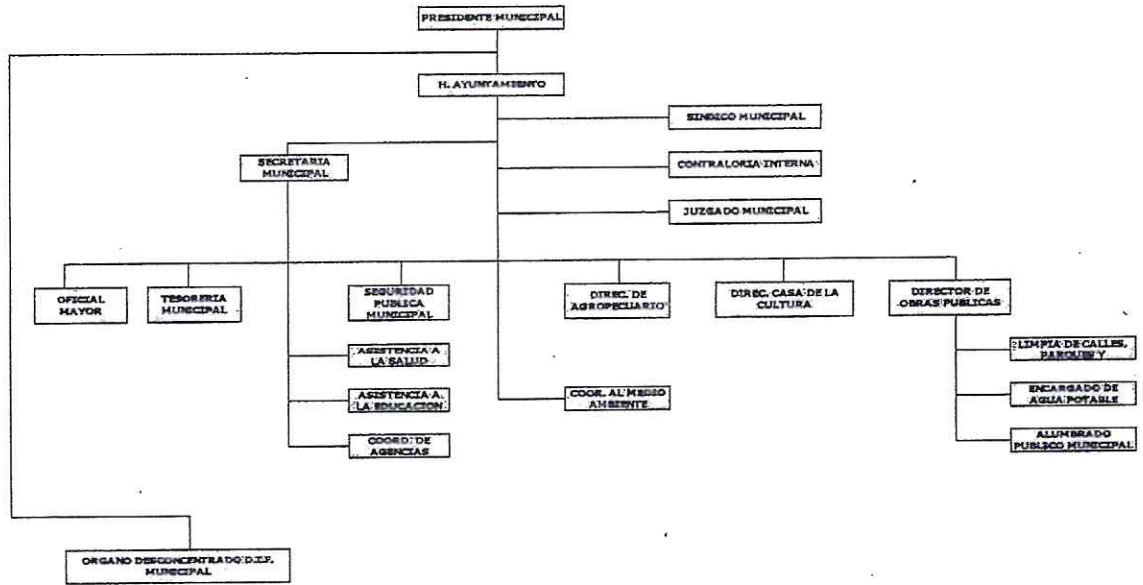 PRESIDENTE MUNICIPAL
H. AYUNTAMIENTO
SINDICO MUNICIPAL
SECRETARIA
MUNICIPAL
CONTRALORIA INTERNA
JUZGADO MUNICIPAL
OFICIAL
MAYOR
TESORERIA
MUNICIPAL
SEGURIDAD
PUBLICA
MUNICIPAL
DIREC. DE
AGROPECUARIO
DIREC. CASA DE LA
CULTURA
DIRECTOR DE
OBRAS PUBLICAS
ASISTENCIA A
LA SALUD
LIMPIA DE CALLES,
PARQUES Y
ASISTENCIA A
LA EDUCACION
COOR. AL MEDIO
AMBIENTE
ENCARGADO DE
AGUA POTABLE
COORD. DE
AGENCIAS
ALUMBRADO
PUBLICO MUNICIPAL
ORGANO DESCONCENTRADO D.I.F.
MUNICIPAL